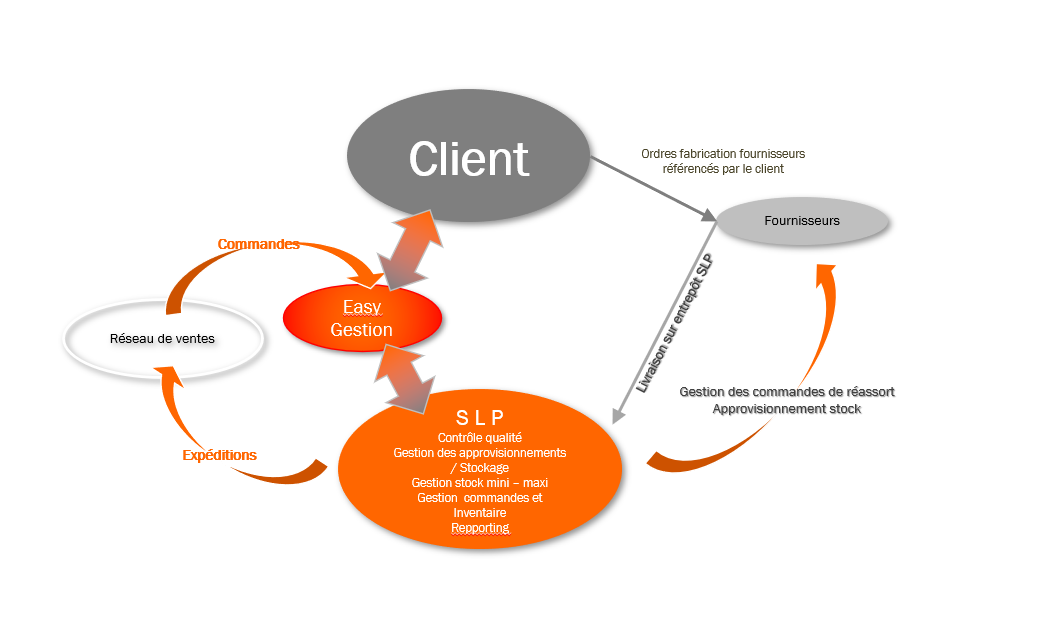 Client
Ordres fabrication fournisseurs
référencés par le client
Fournisseurs
Commandes
Easy
Gestion
Réseau de ventes
Livraison sur entrepôt SLP
Gestion des commandes de réassort
Approvisionnement stock
S L P
Contrôle qualité
Gestion des approvisionnements
/ Stockage
Gestion stock mini – maxi
Gestion commandes et
Inventaire
Repporting
Expéditions